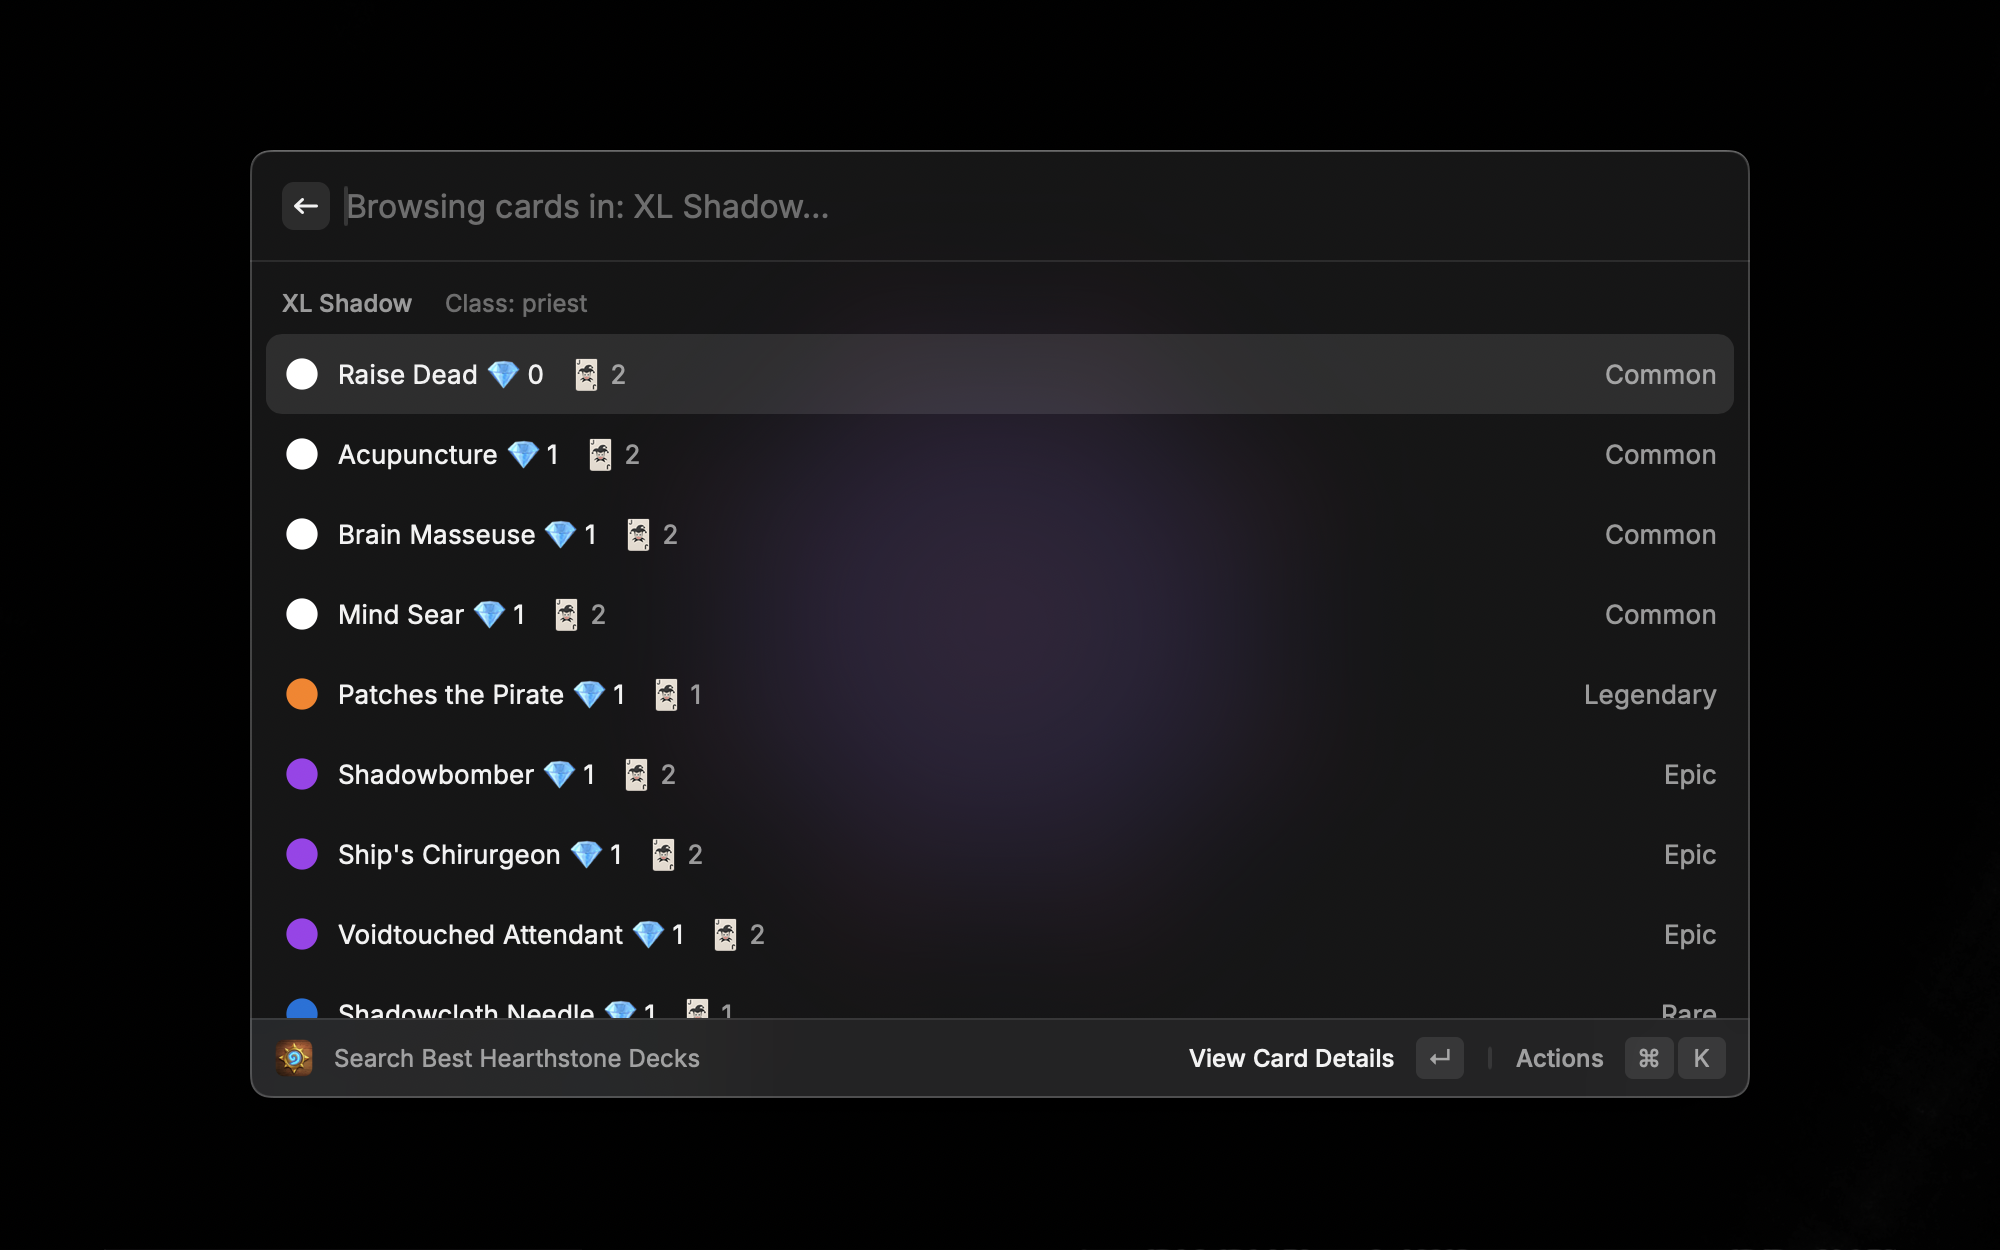 Browsing cards in: XL Shadow...
XL Shadow Class: priest
Raise Dead 💎 0 🃏 2 Common
Acupuncture 💎 1 🃏 2 Common
Brain Masseuse 💎 1 🃏 2 Common
Mind Sear 💎 1 🃏 2 Common
Patches the Pirate 💎 1 🃏 1 Legendary
Shadowbomber 💎 1 🃏 2 Epic
Ship's Chirurgeon 💎 1 🃏 2 Epic
Voidtouched Attendant 💎 1 🃏 2 Epic
Shadowcloth Needle 💎 1 🃏 1 Rare
Search Best Hearthstone Decks View Card Details ↵ Actions ⌘ K